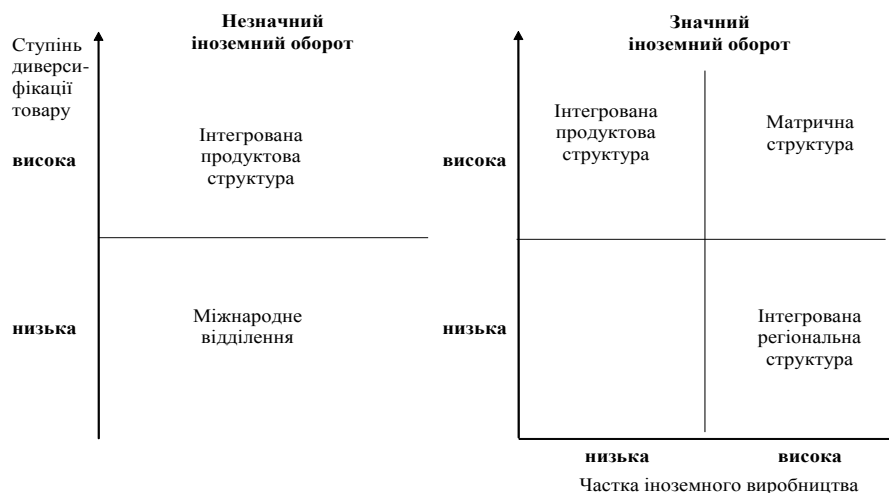 Незначний
іноземний оборот
Значний
іноземний оборот
Ступінь
диверси-
фікації
товару
висока
Інтегрована
продуктова
структура
низька
Міжнародне
відділення
висока
Інтегрована
продуктова
структура
Матрична
структура
низька
Інтегрована
регіональна
структура
низька
висока
Частка іноземного виробництва